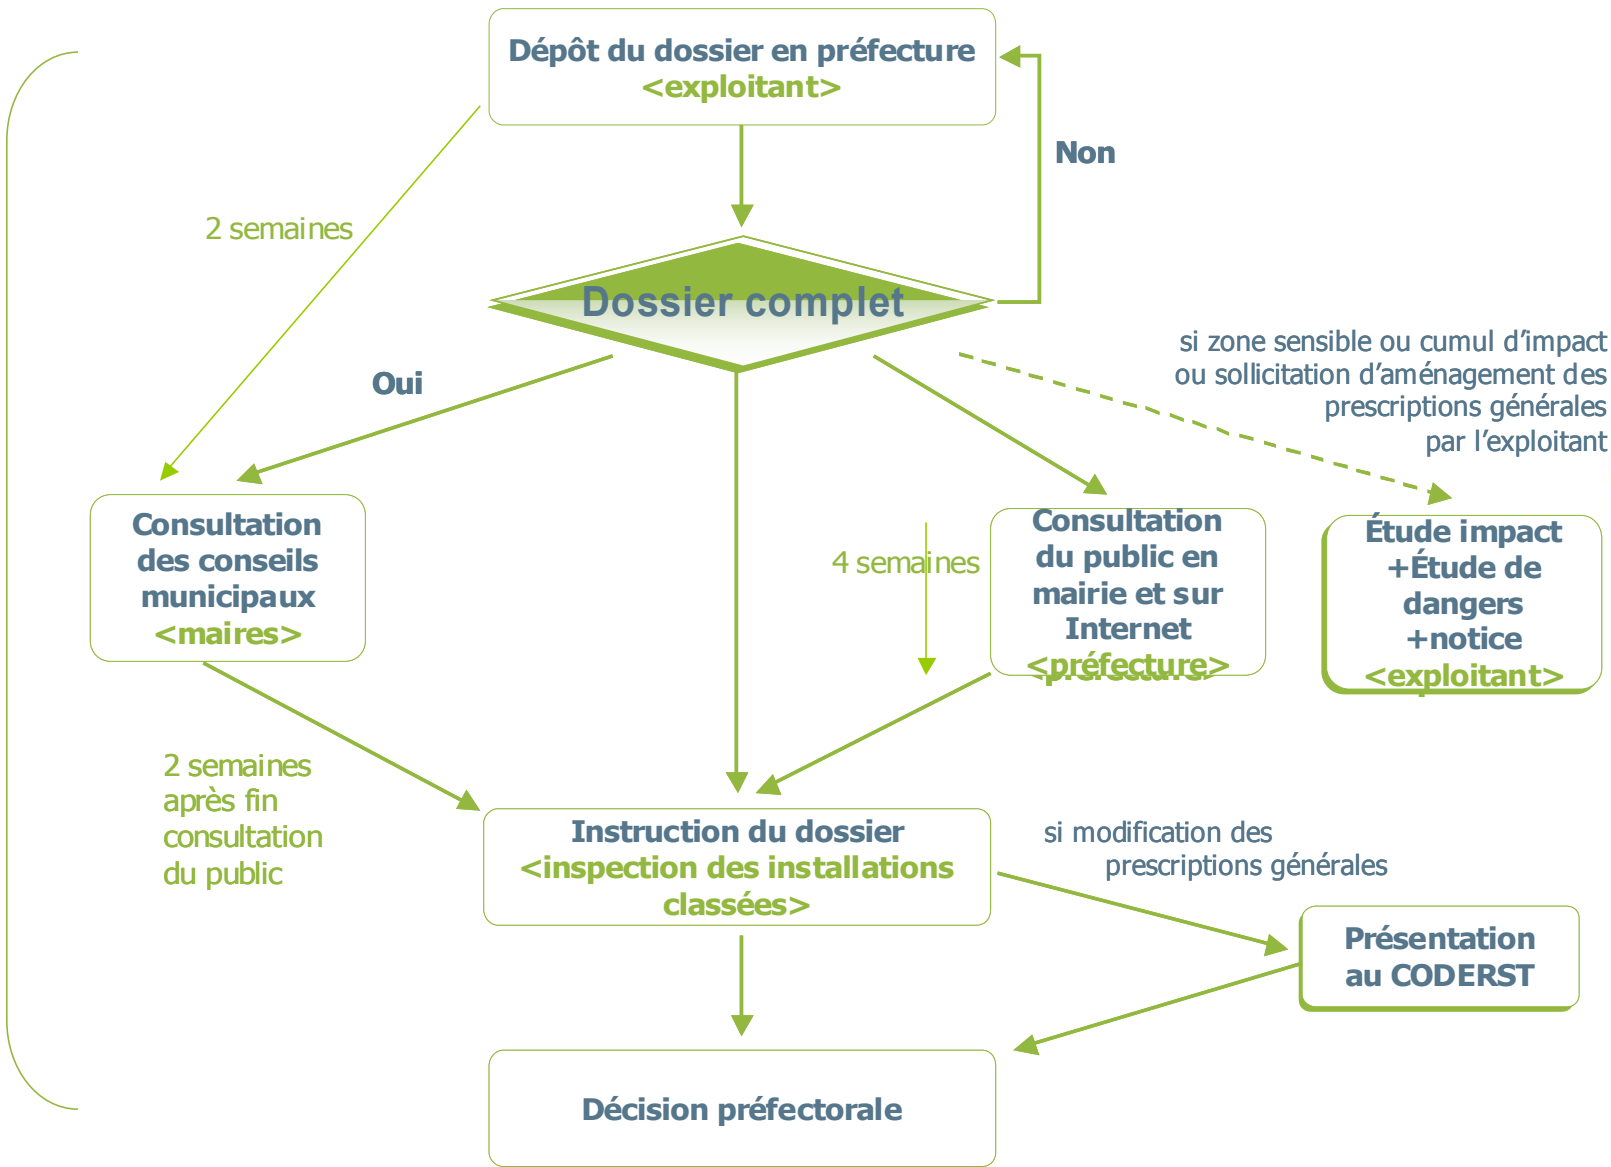 Dépôt du dossier en préfecture
<exploitant>
Non
2 semaines
Dossier complet
Oui
si zone sensible ou cumul d’impact
ou sollicitation d’aménagement des
prescriptions générales
par l’exploitant
Consultation
des conseils
municipaux
<maires>
4 semaines
Consultation
du public en
mairie et sur
Internet
<préfecture>
Étude impact
+Étude de
dangers
+notice
<exploitant>
2 semaines
après fin
consultation
du public
Instruction du dossier
<inspection des installations
classées>
si modification des
prescriptions générales
Présentation
au CODERST
Décision préfectorale